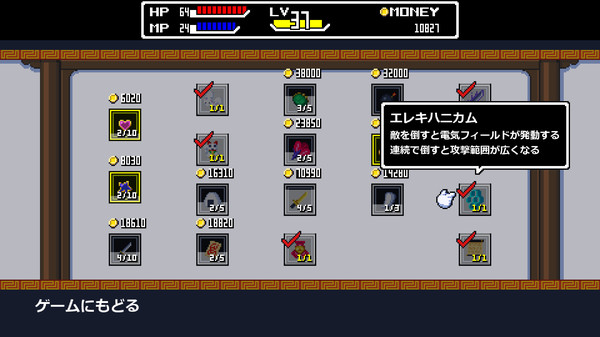 HP 64 LV 37 MONEY
MP 24 10827
38000 32000
6020
1/1 3/5
2/10
エレキハニカム
敵を倒すと電気フィールドが発動する
連続で倒すと攻撃範囲が広くなる
23850
8030
1/1 2/5
16310 70990 14280
2/10
4/5 1/3 1/1
18610 18820
4/10 2/5 1/1 1/1
ゲームにもどる